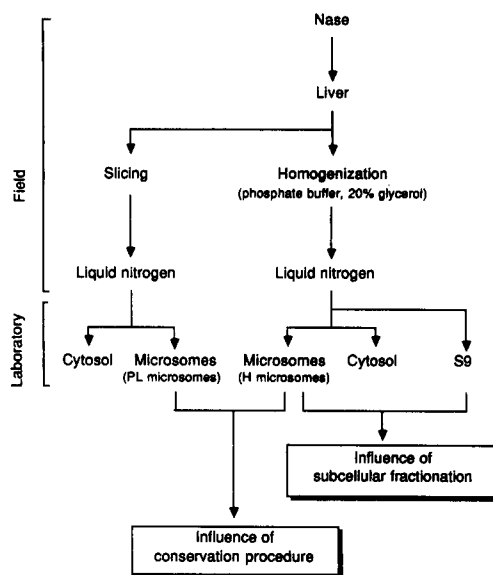 Nase
Liver
Slicing
Homogenization
(phosphate buffer, 20% glycerol)
Field
Liquid nitrogen
Liquid nitrogen
Laboratory
Cytosol
Microsomes
(PL microsomes)
Microsomes
(H microsomes)
Cytosol
S9
Influence of
subcellular fractionation
Influence of
conservation procedure